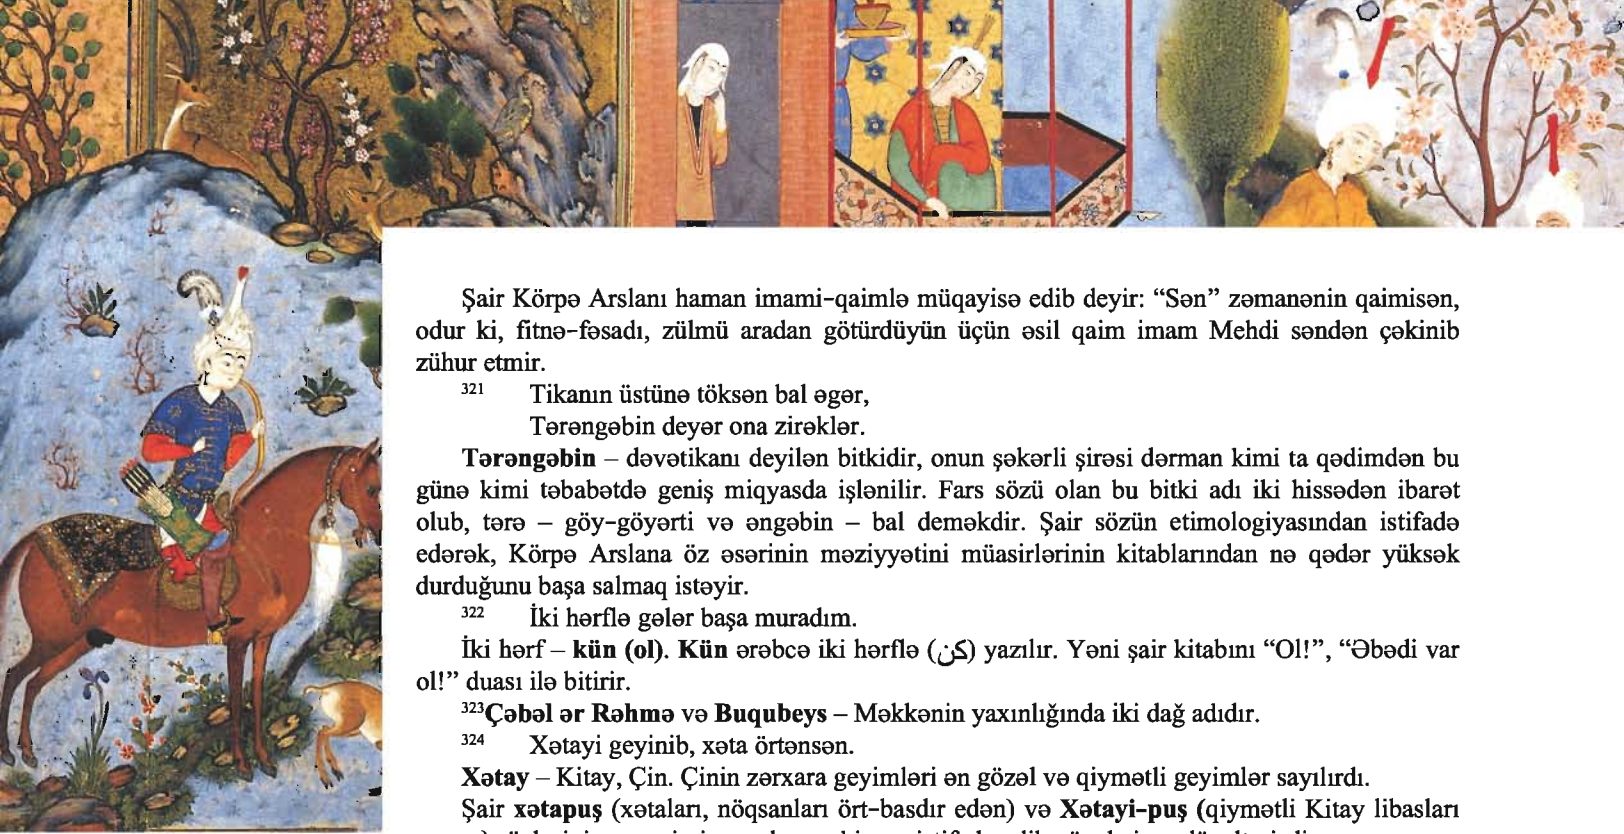 Şair Körpə Arslanı haman imami-qaimlə müqayisə edib deyir: “Sən” zəmanənin qaimisən,
odur ki, fitnə-fəsadı, zülmü aradan götürdüyün üçün əsil qaim imam Mehdi səndən çəkinib
zühur etmir.
321 Tikanın üstünə töksən bal əgər,
Tərəngəbin deyər ona zirəklər.
Tərəngəbin – dəvətikanı deyilən bitkidir, onun şəkərli şirəsi dərman kimi ta qədimdən bu
günə kimi təbabətdə geniş miqyasda işlənilir. Fars sözü olan bu bitki adı iki hissədən ibarət
olub, tərə – göy-göyərti və əngəbin – bal deməkdir. Şair sözün etimologiyasından istifadə
edərək, Körpə Arslana öz əsərinin məziyyətini müasirlərinin kitablarından nə qədər yüksək
durduğunu başa salmaq istəyir.
322 İki hərflə gələr başa muradım.
İki hərf – kün (ol). Kün ərəbcə iki hərflə (كن) yazılır. Yəni şair kitabını “Ol!”, “Əbədi var
ol!” duası ilə bitirir.
323Çəbəl ər Rəhmə və Buqubeys – Məkkənin yaxınlığında iki dağ adıdır.
324 Xətayi geyinib, xəta örtənsən.
Xətay – Kitay, Çin. Çinin zərxara geyimləri ən gözəl və qiymətli geyimlər sayılırdı.
Şair xətapuş (xətaları, nöqsanları ört-basdır edən) və Xətayi-puş (qiymətli Kitay libasları